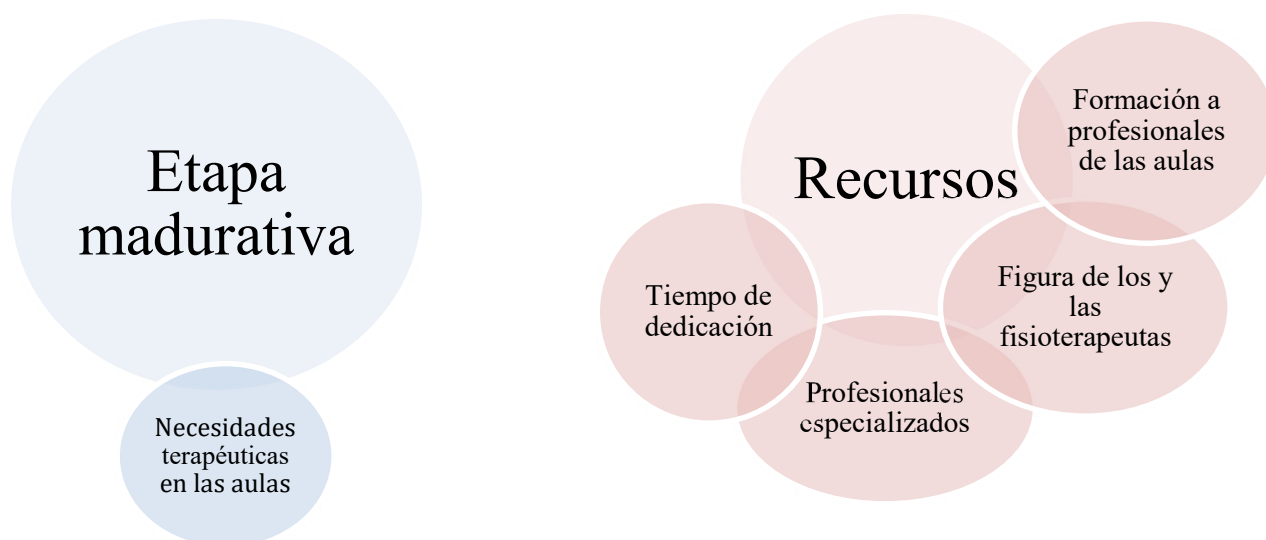 Etapa
madurativa
Necesidades
terapéuticas
en las aulas
Recursos
Formación a
profesionales
de las aulas
Figura de los y
las
fisioterapeutas
Profesionales
especializados
Tiempo de
dedicación